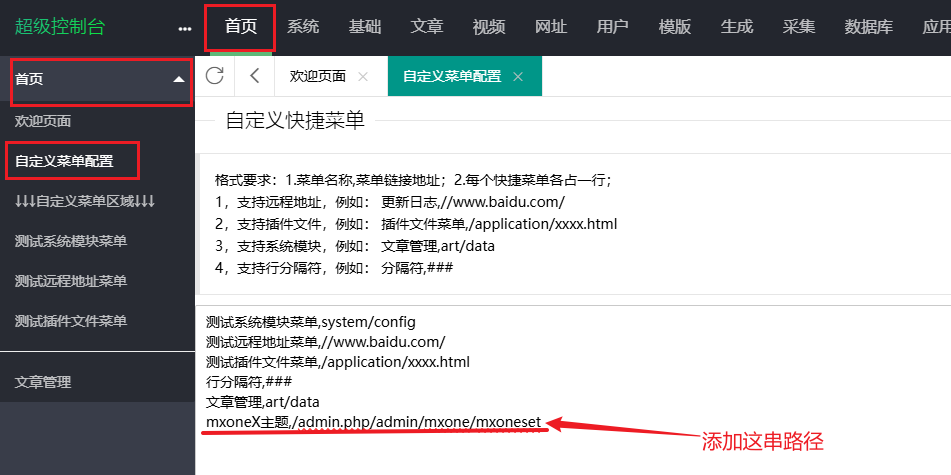 超级控制台 ••• 首页 系统 基础 文章 视频 网址 用户 模版 生成 采集 数据库 应用
首页
欢迎页面
自定义菜单配置
↓↓↓自定义菜单区域↓↓↓
测试系统模块菜单
测试远程地址菜单
测试插件文件菜单
文章管理
欢迎页面 × 自定义菜单配置 ×
自定义快捷菜单
格式要求：1.菜单名称,菜单链接地址；2.每个快捷菜单各占一行；
1，支持远程地址，例如： 更新日志,//www.baidu.com/
2，支持插件文件，例如： 插件文件菜单,/application/xxxx.html
3，支持系统模块，例如： 文章管理,art/data
4，支持行分隔符，例如： 分隔符,###
测试系统模块菜单,system/config
测试远程地址菜单,//www.baidu.com/
测试插件文件菜单,/application/xxxx.html
行分隔符,###
文章管理,art/data
mxoneX主题,/admin.php/admin/mxone/mxoneset
添加这串路径